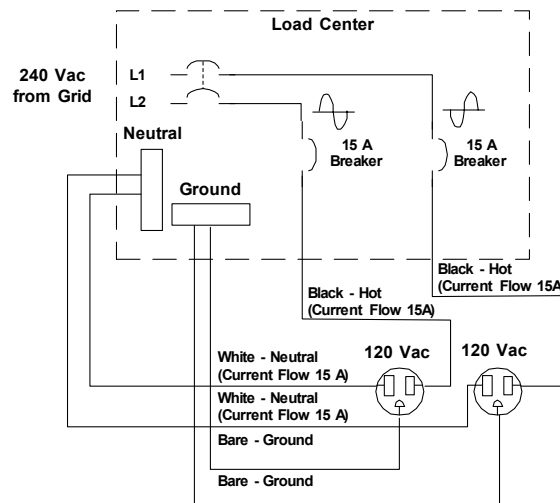 Load Center
240 Vac
from Grid
L1
L2
Neutral
15 A
Breaker
15 A
Breaker
Ground
Black - Hot
(Current Flow 15A
Black - Hot
(Current Flow 15A)
120 Vac
120 Vac
White - Neutral
(Current Flow 15 A)
White - Neutral
(Current Flow 15 A)
Bare - Ground
Bare - Ground